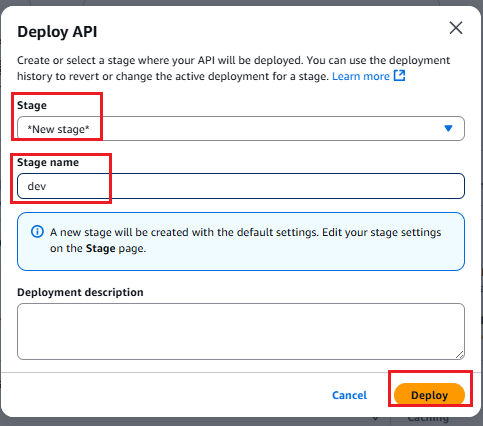 Deploy API
Create or select a stage where your API will be deployed. You can use the deployment
history to revert or change the active deployment for a stage. Learn more
Stage
*New stage*
Stage name
dev
A new stage will be created with the default settings. Edit your stage settings
on the Stage page.
Deployment description
Cancel
Deploy
Caching